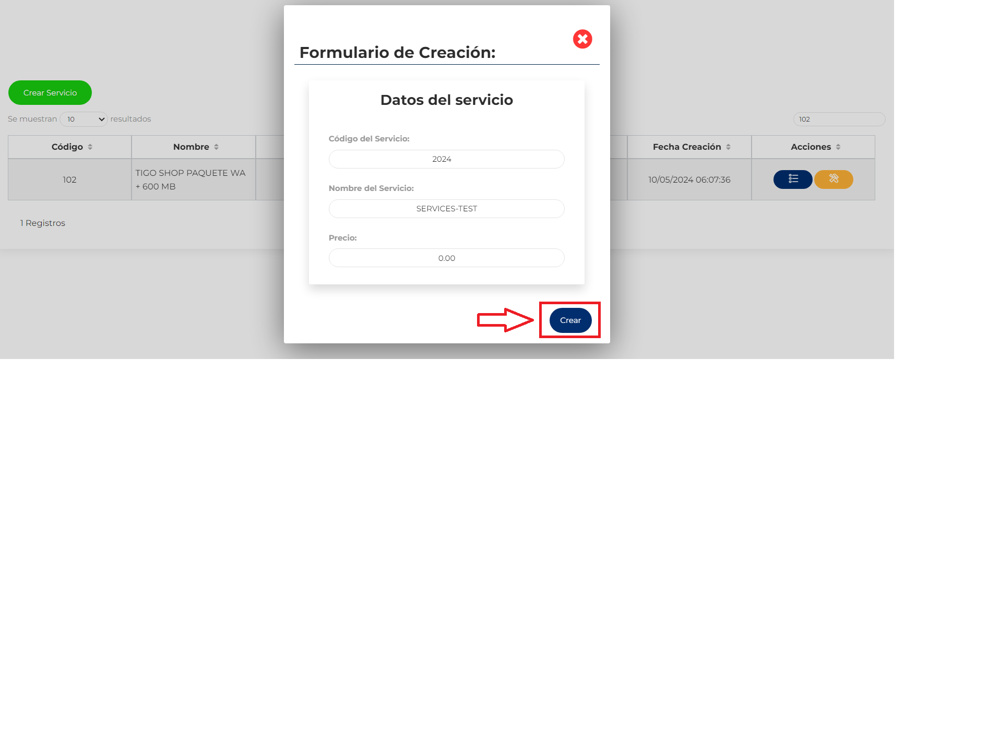 Formulario de Creación:
Datos del servicio
Código del Servicio:
2024
Nombre del Servicio:
SERVICES-TEST
Precio:
0.00
Crear
Crear Servicio
Se muestran 10 resultados
102
Código Nombre Fecha Creación Acciones
102 TIGO SHOP PAQUETE WA + 600 MB 10/05/2024 06:07:36
1 Registros